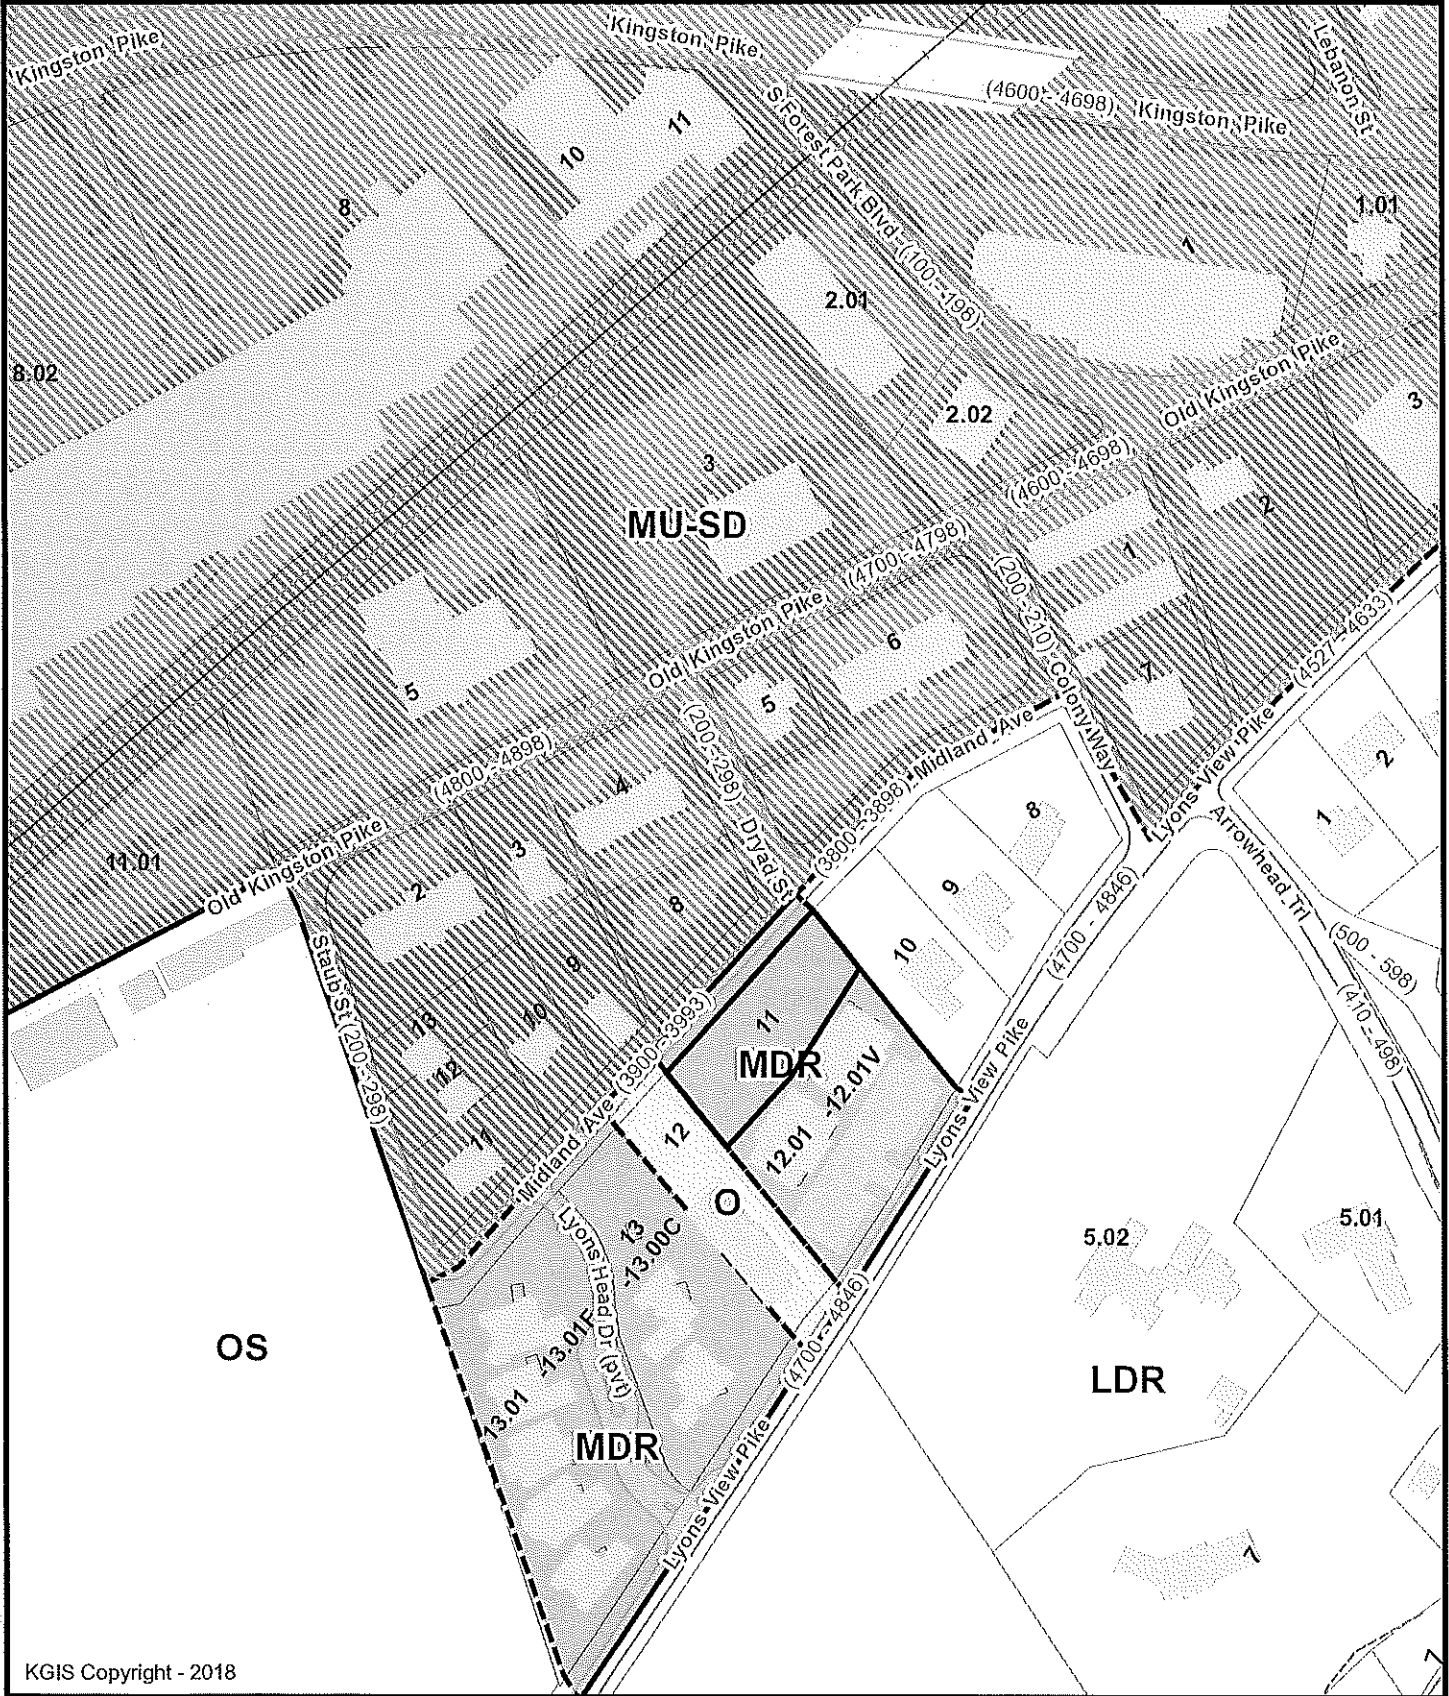 Kingston Pike
Kingston Pike
Lebanon St
(4600 - 4698)
Kingston Pike
11
10
S Forest Park Blvd (100 - 198)
8
1.01
1
2.01
8.02
Old Kingston Pike
3
2.02
(4600 - 4698)
3
2
MU-SD
(4700 - 4798)
1
(200 - 210)
Colony Way
Old Kingston Pike
6
(4527 - 4633)
7
5
5
(200 - 298)
Dryad St
Midland Ave
(4800 - 4898)
Lyons View Pike
2
4
(3800 - 3898)
8
1
Arrowhead Trl
3
11.01
Old Kingston Pike
2
9
8
(4700 - 4846)
10
Staub St (200 - 298)
9
(500 - 598)
13
10
(3900 - 3993)
11
(410 - 498)
12
MDR
12.01V
Lyons View Pike
11
Midland Ave
12
12.01
O
13
-13.00C
5.01
5.02
Lyons Head Dr (pvt)
(4700 - 4846)
OS
-13.01F
13.01
LDR
MDR
Lyons View Pike
7
7
KGIS Copyright - 2018